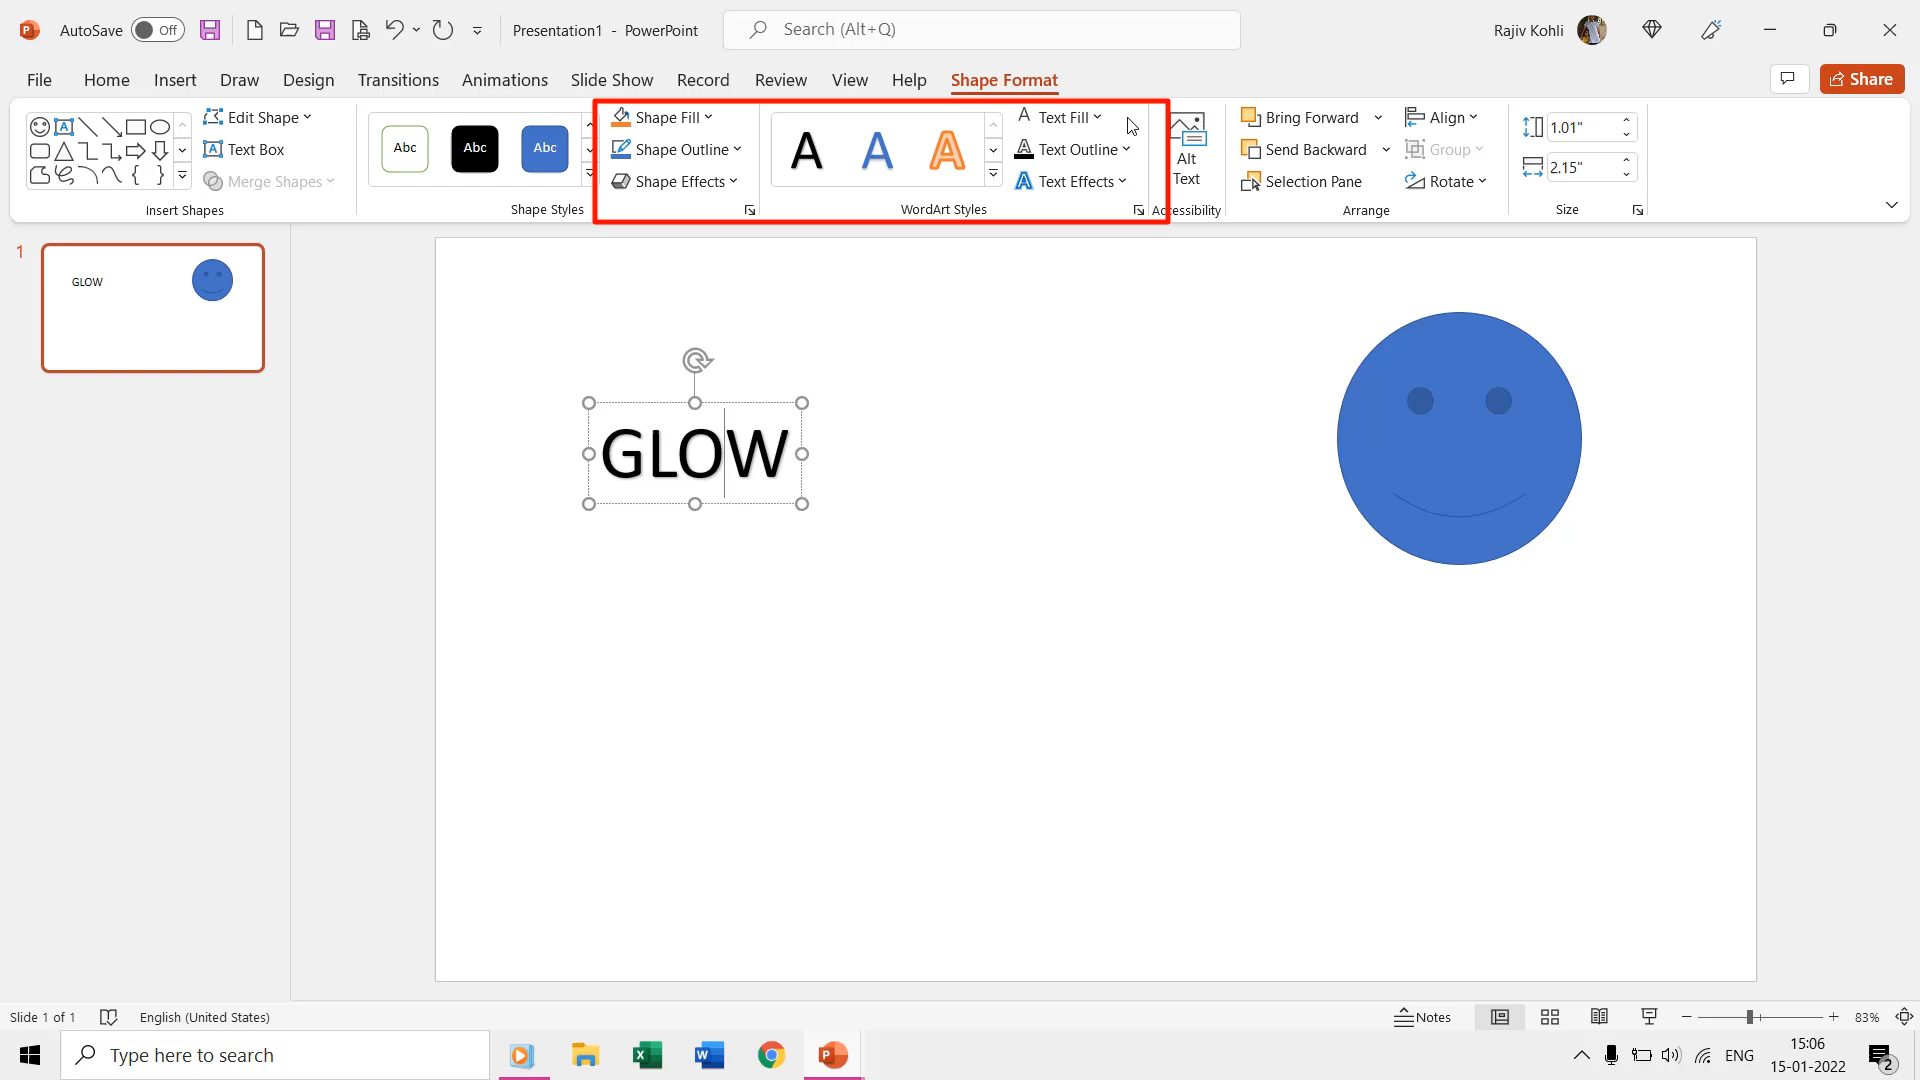 AutoSave Off Presentation1 - PowerPoint Search (Alt+Q) Rajiv Kohli
File Home Insert Draw Design Transitions Animations Slide Show Record Review View Help Shape Format Share
Edit Shape
Text Box
Merge Shapes
Insert Shapes
Abc Abc Abc
Shape Styles
Shape Fill
Shape Outline
Shape Effects
A A A
WordArt Styles
A Text Fill
A Text Outline
A Text Effects
Alt
Text
Accessibility
Bring Forward
Send Backward
Selection Pane
Align
Group
Rotate
Arrange
1.01"
2.15"
Size
1
GLOW
GLOW
Slide 1 of 1 English (United States) Notes 83%
Type here to search ENG 15:06
15-01-2022
2